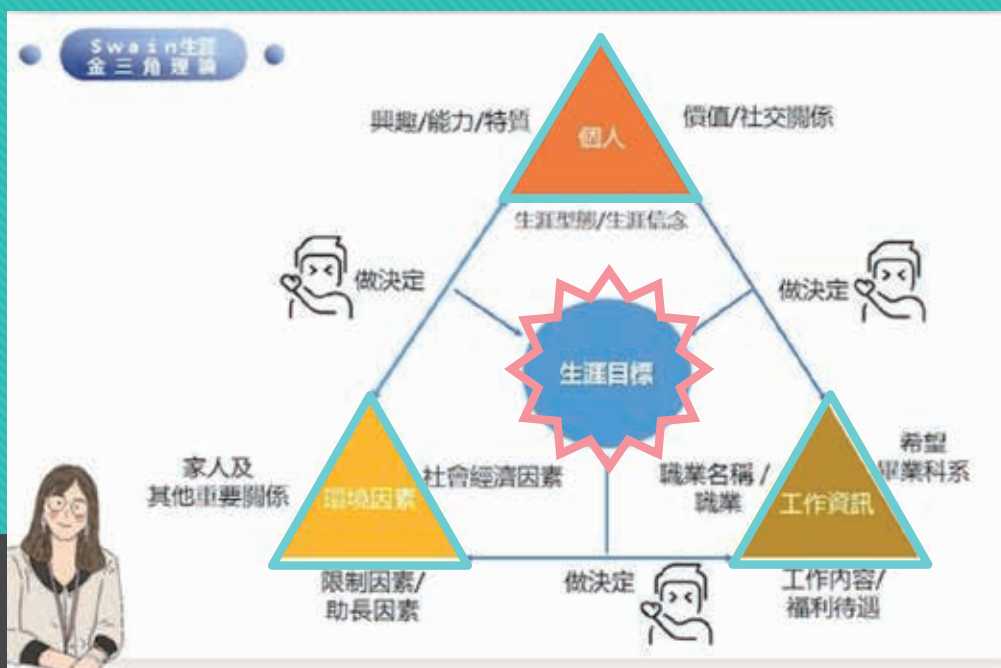 Swain生涯
金三角理論
興趣/能力/特質
個人
價值/社交關係
生涯型態/生涯信念
做決定
做決定
生涯目標
家人及
其他重要關係
環境因素
社會經濟因素
限制因素/
助長因素
做決定
職業名稱 /
職業
工作資訊
希望
畢業科系
工作內容/
福利待遇